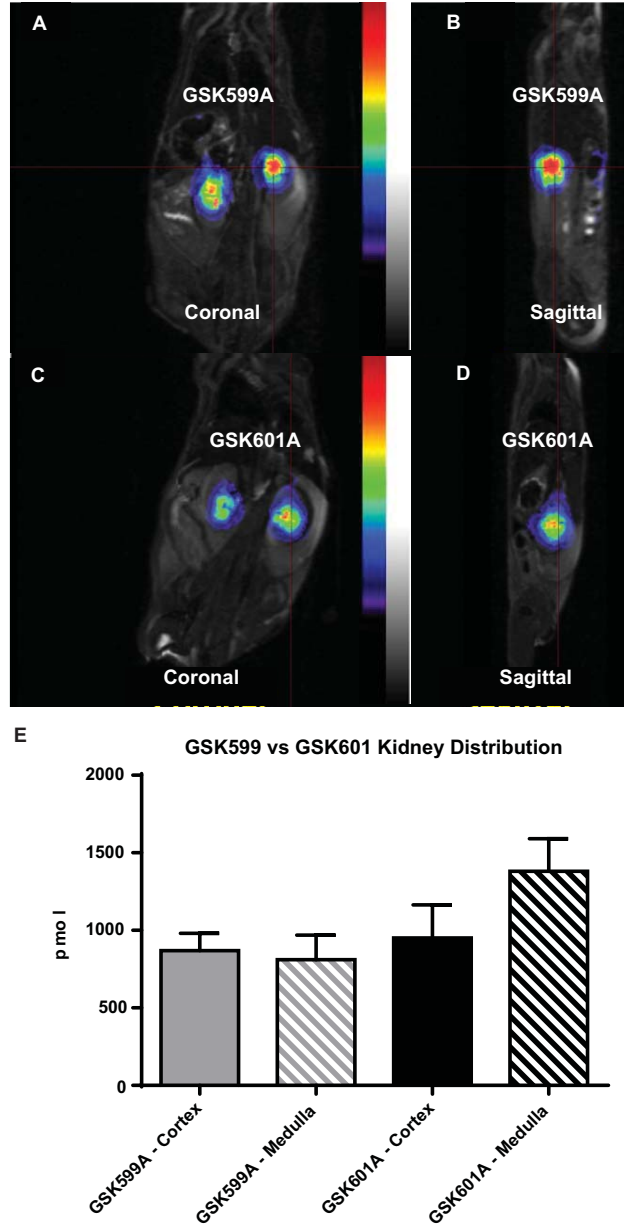 A
B
GSK599A
GSK599A
Coronal
Sagittal
C
D
GSK601A
GSK601A
Coronal
Sagittal
E
GSK599 vs GSK601 Kidney Distribution
2000
1500
1000
500
0
pmol
GSK599A - Cortex
GSK599A - Medulla
GSK601A - Cortex
GSK601A - Medulla